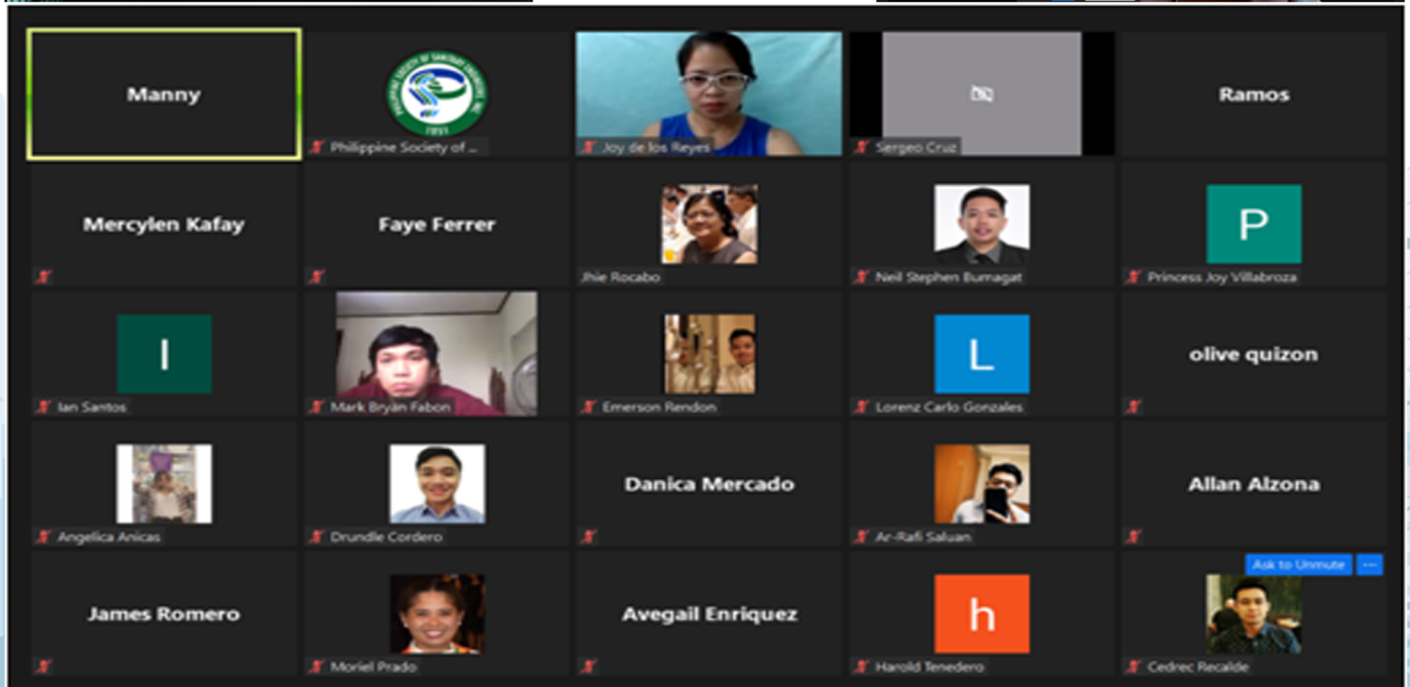 Manny
Philippine Society of ...
Joy de los Reyes
Sergeo Cruz
Ramos
Mercylen Kafay
Faye Ferrer
Jhie Rocabo
Neil Stephen Bumagat
P
Princess Joy Villabroza
I
Ian Santos
Mark Bryan Fabon
Emerson Rendon
L
Lorenz Carlo Gonzales
olive quizon
Angelica Anicas
Drundle Cordero
Danica Mercado
Ar-Rafi Saluan
Allan Alzona
James Romero
Moriel Prado
Avegail Enriquez
h
Harold Tenedero
Ask to Unmute
Cedrec Recalde